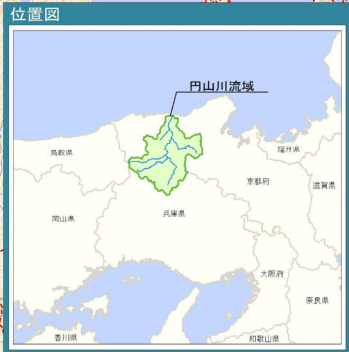 位置図
円山川流域
鳥取県
福井県
京都府
滋賀県
岡山県
兵庫県
大阪府
奈良県
香川県
和歌山県